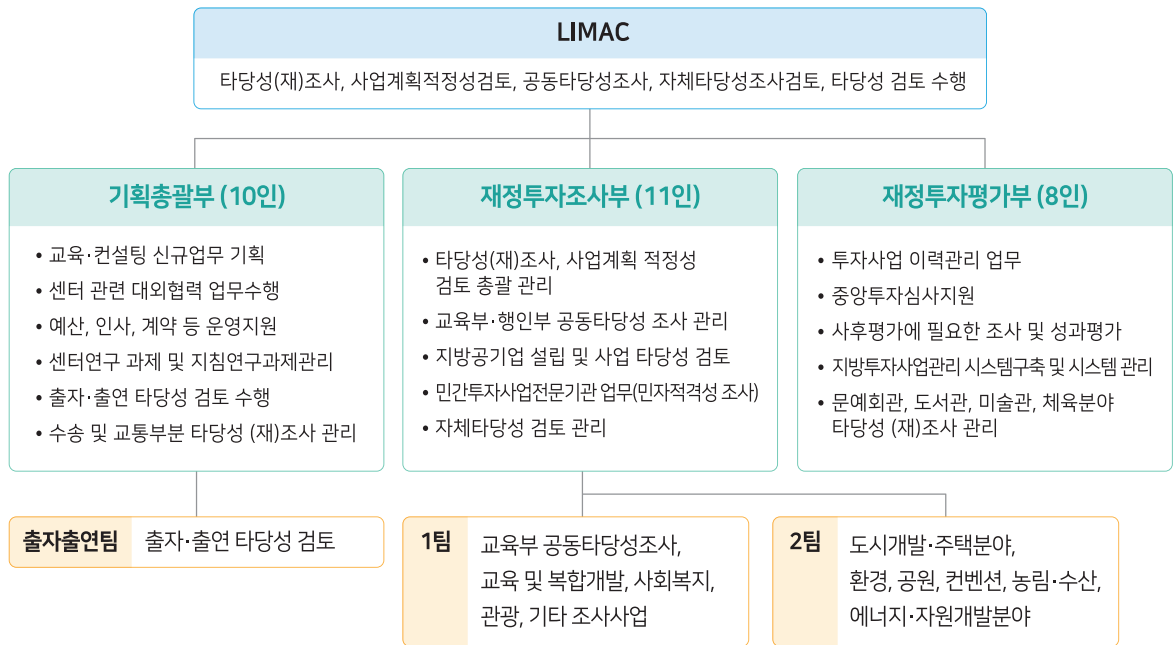 LIMAC
타당성(재)조사, 사업계획적정성검토, 공동타당성조사, 자체타당성조사검토, 타당성 검토 수행
기획총괄부 (10인)
• 교육·컨설팅 신규업무 기획
• 센터 관련 대외협력 업무수행
• 예산, 인사, 계약 등 운영지원
• 센터연구 과제 및 지침연구과제관리
• 출자·출연 타당성 검토 수행
• 수송 및 교통부분 타당성 (재)조사 관리
재정투자조사부 (11인)
• 타당성(재)조사, 사업계획 적정성
검토 총괄 관리
• 교육부·행인부 공동타당성 조사 관리
• 지방공기업 설립 및 사업 타당성 검토
• 민간투자사업전문기관 업무(민자적격성 조사)
• 자체타당성 검토 관리
재정투자평가부 (8인)
• 투자사업 이력관리 업무
• 중앙투자심사지원
• 사후평가에 필요한 조사 및 성과평가
• 지방투자사업관리 시스템구축 및 시스템 관리
• 문예회관, 도서관, 미술관, 체육분야
타당성 (재)조사 관리
출자출연팀
출자·출연 타당성 검토
1팀
교육부 공동타당성조사,
교육 및 복합개발, 사회복지,
관광, 기타 조사사업
2팀
도시개발·주택분야,
환경, 공원, 컨벤션, 농림·수산,
에너지·자원개발분야